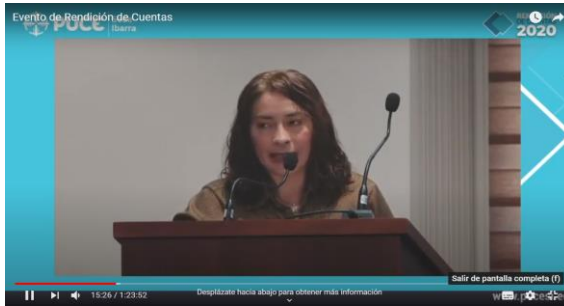 Evento de Rendición de Cuentas
PUCE
Ibarra
2020
Salir de pantalla completa (f)
15:26 / 1:23:52
Desplázate hacia abajo para obtener más información